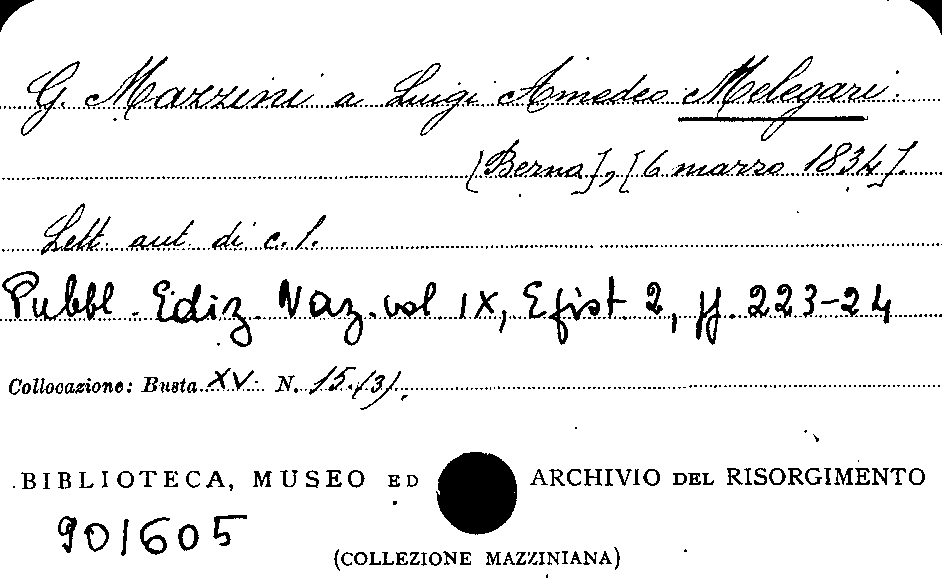 G. Mazzini a Luigi Amedeo Melegari.
[Berna], [6 marzo 1834].
Lett. aut. di c. 1.
Pubbl. Ediz. Naz. vol IX, Epist. 2, pp. 223-24
Collocazione: Busta XV. N. 15.(3).
BIBLIOTECA, MUSEO ED ARCHIVIO DEL RISORGIMENTO
901605
(COLLEZIONE MAZZINIANA)